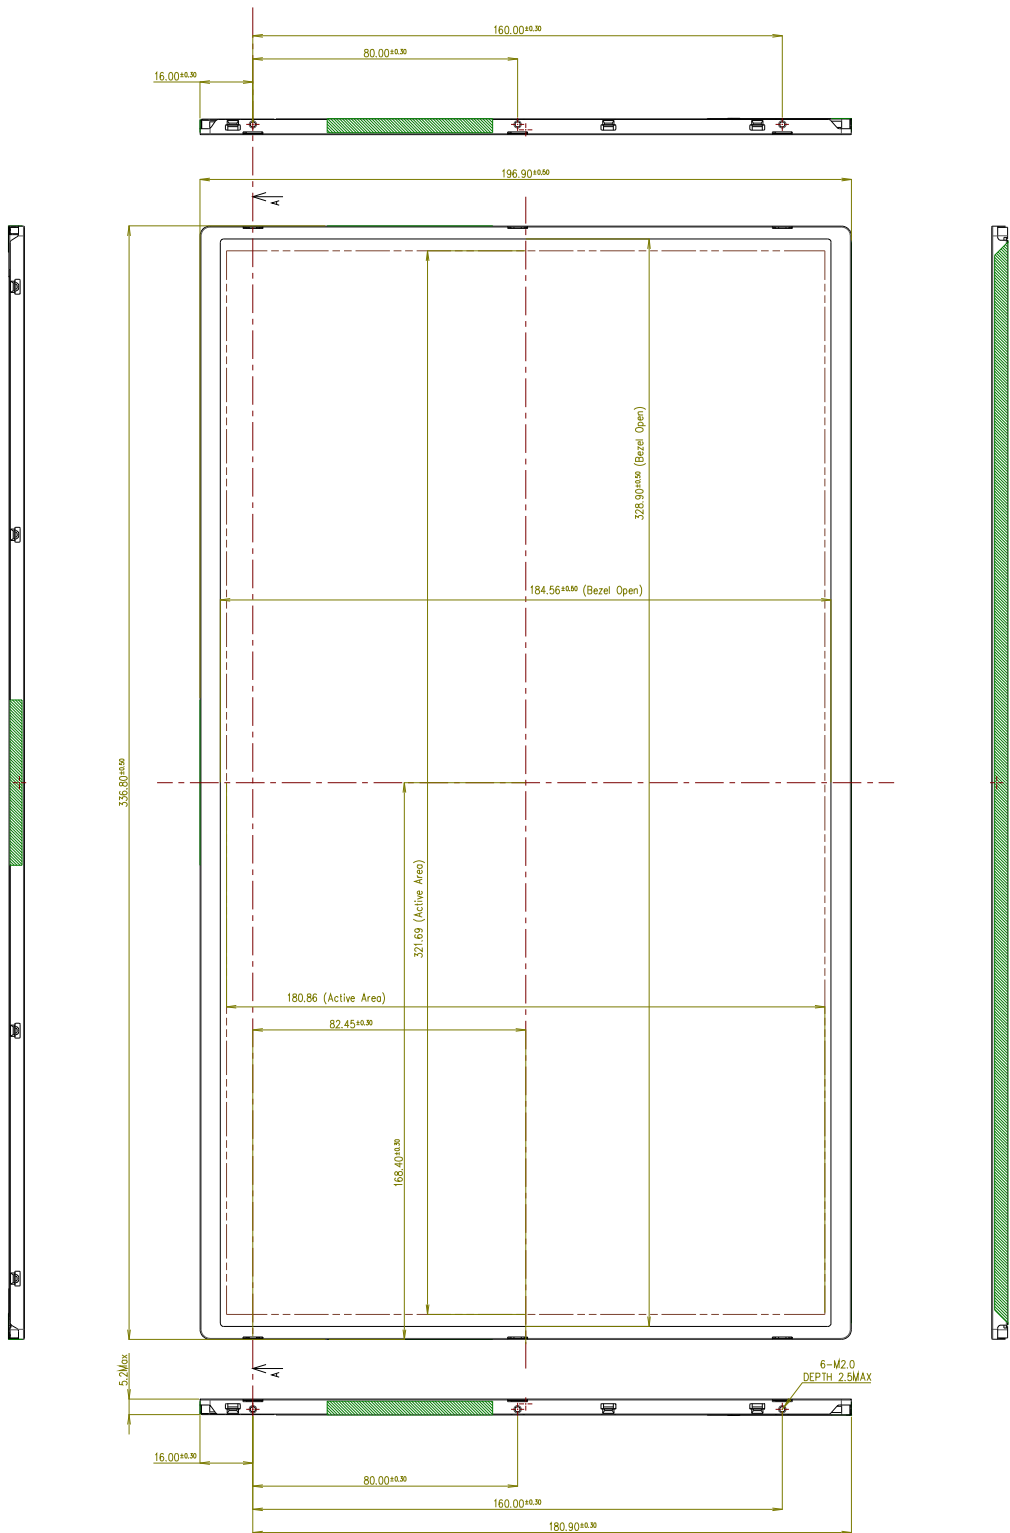 160.00±0.30
80.00±0.30
16.00±0.30
196.90±0.50
A
328.90±0.50 (Bezel Open)
184.56±0.50 (Bezel Open)
336.80±0.50
321.69 (Active Area)
180.86 (Active Area)
82.45±0.30
168.40±0.30
A
5.2Max
6-M2.0
DEPTH 2.5MAX
16.00±0.30
80.00±0.30
160.00±0.30
180.90±0.30